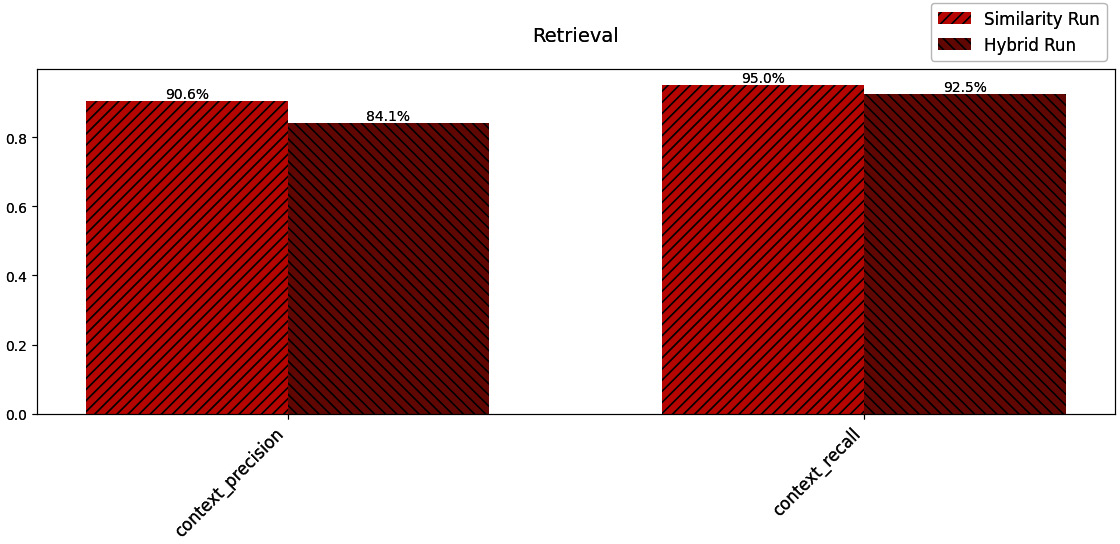 Retrieval
Similarity Run
Hybrid Run
90.6%
84.1%
95.0%
92.5%
0.8
0.6
0.4
0.2
0.0
context_precision
context_recall